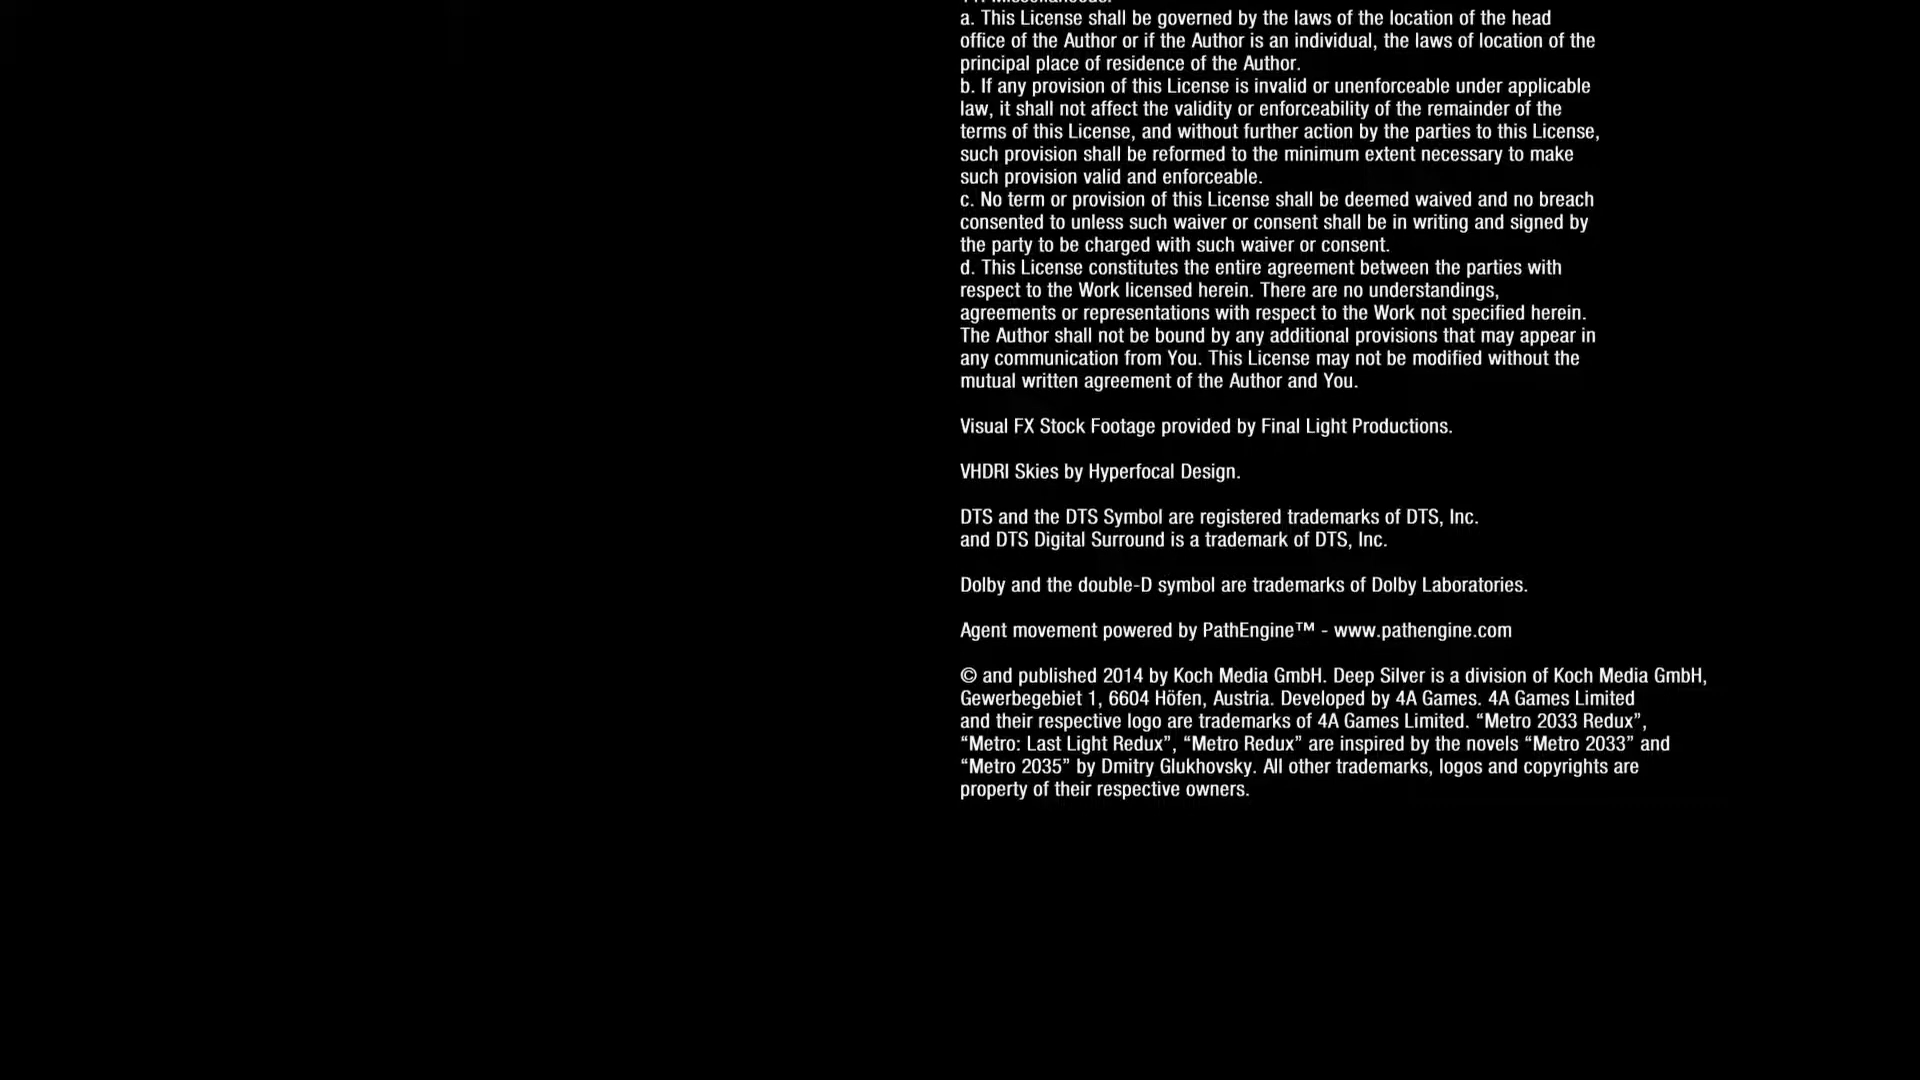 a. This License shall be governed by the laws of the location of the head
office of the Author or if the Author is an individual, the laws of location of the
principal place of residence of the Author.
b. If any provision of this License is invalid or unenforceable under applicable
law, it shall not affect the validity or enforceability of the remainder of the
terms of this License, and without further action by the parties to this License,
such provision shall be reformed to the minimum extent necessary to make
such provision valid and enforceable.
c. No term or provision of this License shall be deemed waived and no breach
consented to unless such waiver or consent shall be in writing and signed by
the party to be charged with such waiver or consent.
d. This License constitutes the entire agreement between the parties with
respect to the Work licensed herein. There are no understandings,
agreements or representations with respect to the Work not specified herein.
The Author shall not be bound by any additional provisions that may appear in
any communication from You. This License may not be modified without the
mutual written agreement of the Author and You.
Visual FX Stock Footage provided by Final Light Productions.
VHDRI Skies by Hyperfocal Design.
DTS and the DTS Symbol are registered trademarks of DTS, Inc.
and DTS Digital Surround is a trademark of DTS, Inc.
Dolby and the double-D symbol are trademarks of Dolby Laboratories.
Agent movement powered by PathEngine™ - www.pathengine.com
© and published 2014 by Koch Media GmbH. Deep Silver is a division of Koch Media GmbH,
Gewerbegebiet 1, 6604 Höfen, Austria. Developed by 4A Games. 4A Games Limited
and their respective logo are trademarks of 4A Games Limited. “Metro 2033 Redux”,
“Metro: Last Light Redux”, “Metro Redux” are inspired by the novels “Metro 2033” and
“Metro 2035” by Dmitry Glukhovsky. All other trademarks, logos and copyrights are
property of their respective owners.